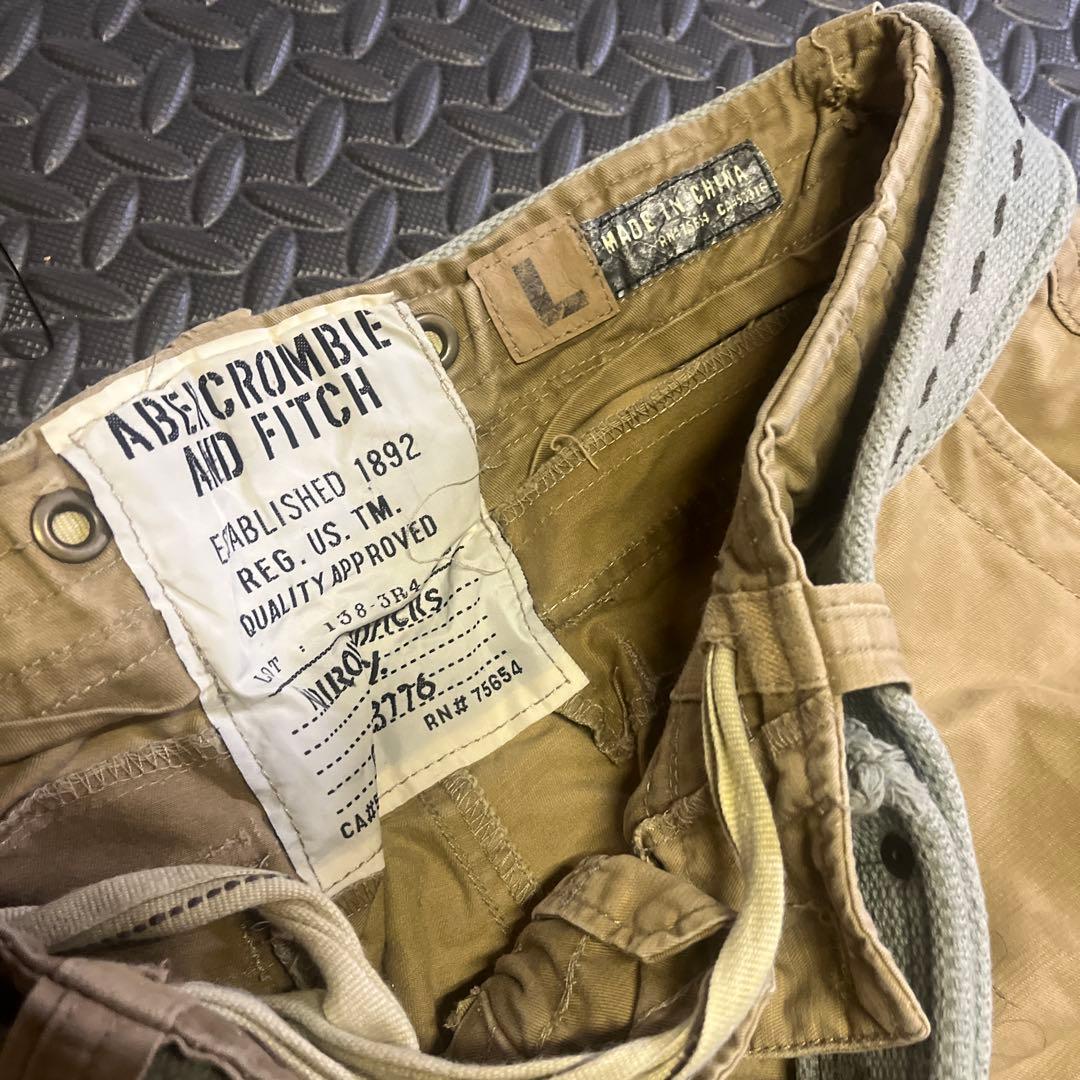 ABERCROMBIE
AND FITCH
ESTABLISHED 1892
REG. US. TM.
QUALITY APPROVED
LOT : 138-3R4
3776
RN# 75654
CA#
L
MADE IN CHINA